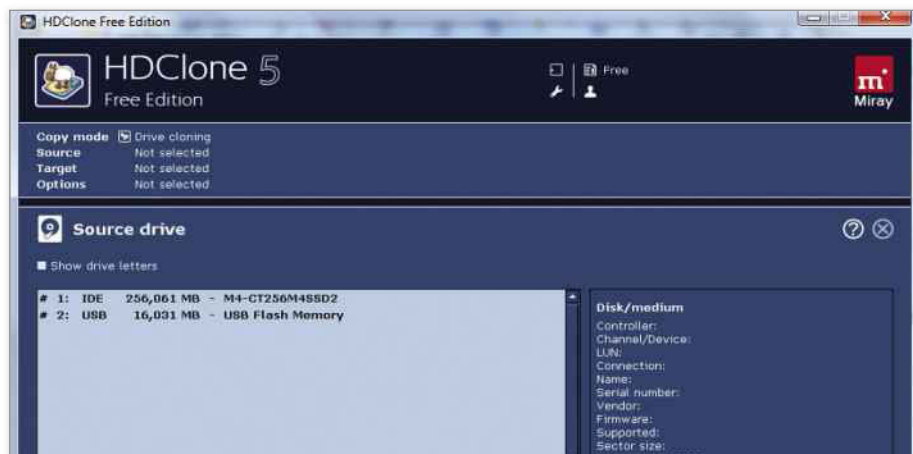 HDClone Free Edition
HDClone 5
Free Edition
Free
m
Miray
Copy mode Drive cloning
Source Not selected
Target Not selected
Options Not selected
Source drive
Show drive letters
# 1: IDE 256,061 MB - M4-CT256M4SSD2
# 2: USB 16,031 MB - USB Flash Memory
Disk/medium
Controller:
Channel/Device:
LUN:
Connection:
Name:
Serial number:
Vendor:
Firmware:
Supported:
Sector size: